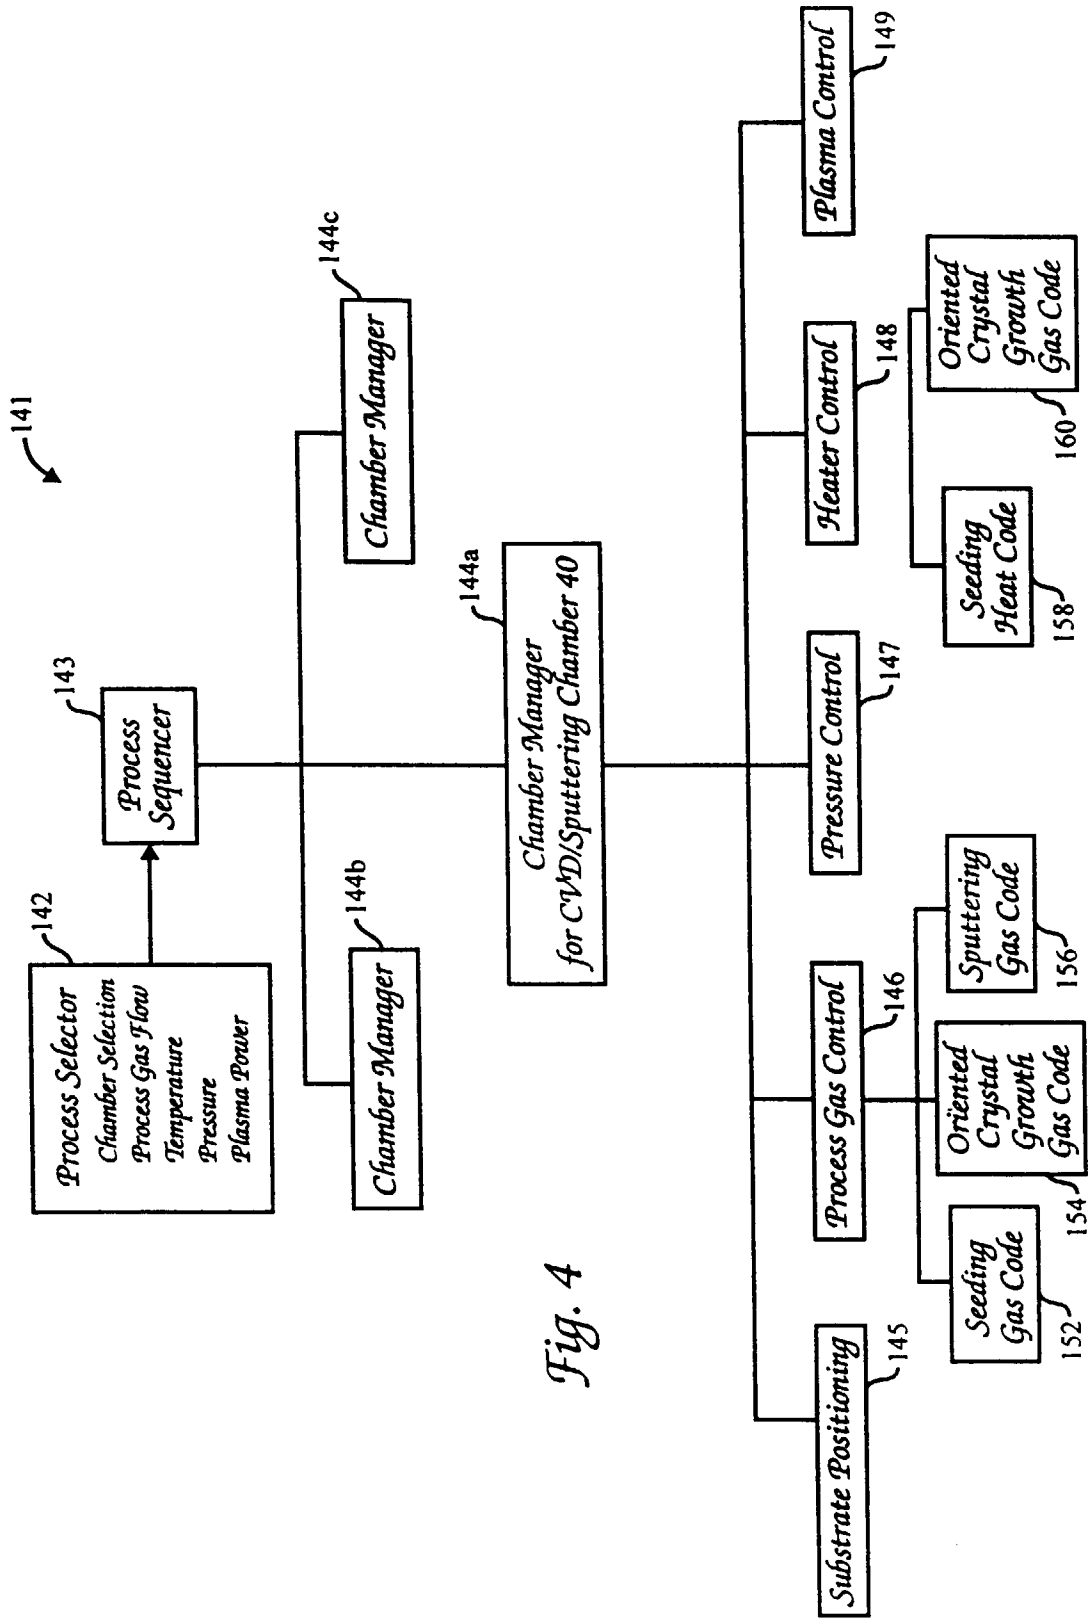 141
142
Process Selector
Chamber Selection
Process Gas Flow
Temperature
Pressure
Plasma Power
143
Process
Sequencer
144b
Chamber Manager
144c
Chamber Manager
144a
Chamber Manager
for CVD/Sputtering Chamber 40
Fig. 4
Substrate Positioning
145
Process Gas Control
146
Pressure Control
147
Heater Control
148
Plasma Control
149
Seeding
Gas Code
152
Oriented
Crystal
Growth
Gas Code
154
Sputtering
Gas Code
156
Seeding
Heat Code
158
Oriented
Crystal
Growth
Gas Code
160